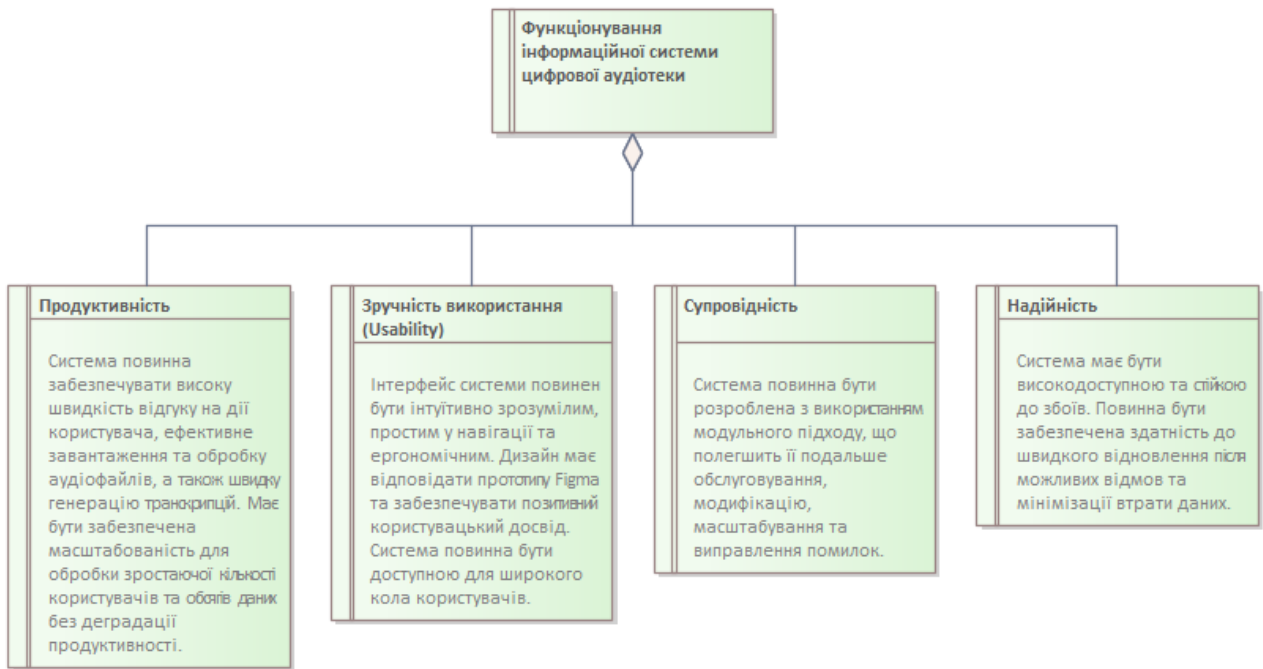 Функціонування
інформаційної системи
цифрової аудіотеки
Продуктивність
Система повинна
забезпечувати високу
швидкість відгуку на дії
користувача, ефективне
завантаження та обробку
аудіофайлів, а також швидку
генерацію транскрипцій. Має
бути забезпечена
масштабованість для
обробки зростаючої кількості
користувачів та обсягів даних
без деградації
продуктивності.
Зручність використання
(Usability)
Інтерфейс системи повинен
бути інтуїтивно зрозумілим,
простим у навігації та
ергономічним. Дизайн має
відповідати прототипу Figma
та забезпечувати позитивний
користувацький досвід.
Система повинна бути
доступною для широкого
кола користувачів.
Супровідність
Система повинна бути
розроблена з використанням
модульного підходу, що
полегшить її подальше
обслуговування,
модифікацію,
масштабування та
виправлення помилок.
Надійність
Система має бути
високодоступною та стійкою
до збоїв. Повинна бути
забезпечена здатність до
швидкого відновлення після
можливих відмов та
мінімізації втрати даних.